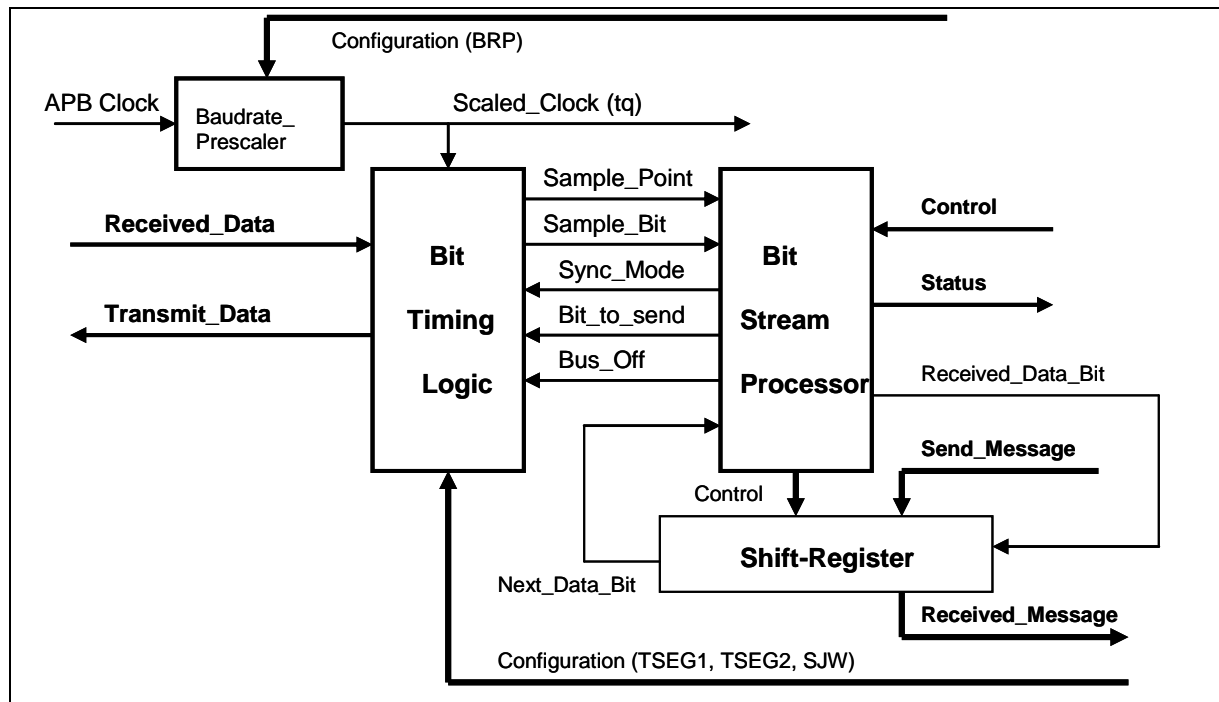 Configuration (BRP)
APB Clock
Baudrate_
Prescaler
Scaled_Clock (tq)
Sample_Point
Received_Data
Sample_Bit
Control
Bit
Timing
Logic
Sync_Mode
Bit
Stream
Processor
Status
Transmit_Data
Bit_to_send
Bus_Off
Received_Data_Bit
Send_Message
Control
Shift-Register
Next_Data_Bit
Received_Message
Configuration (TSEG1, TSEG2, SJW)